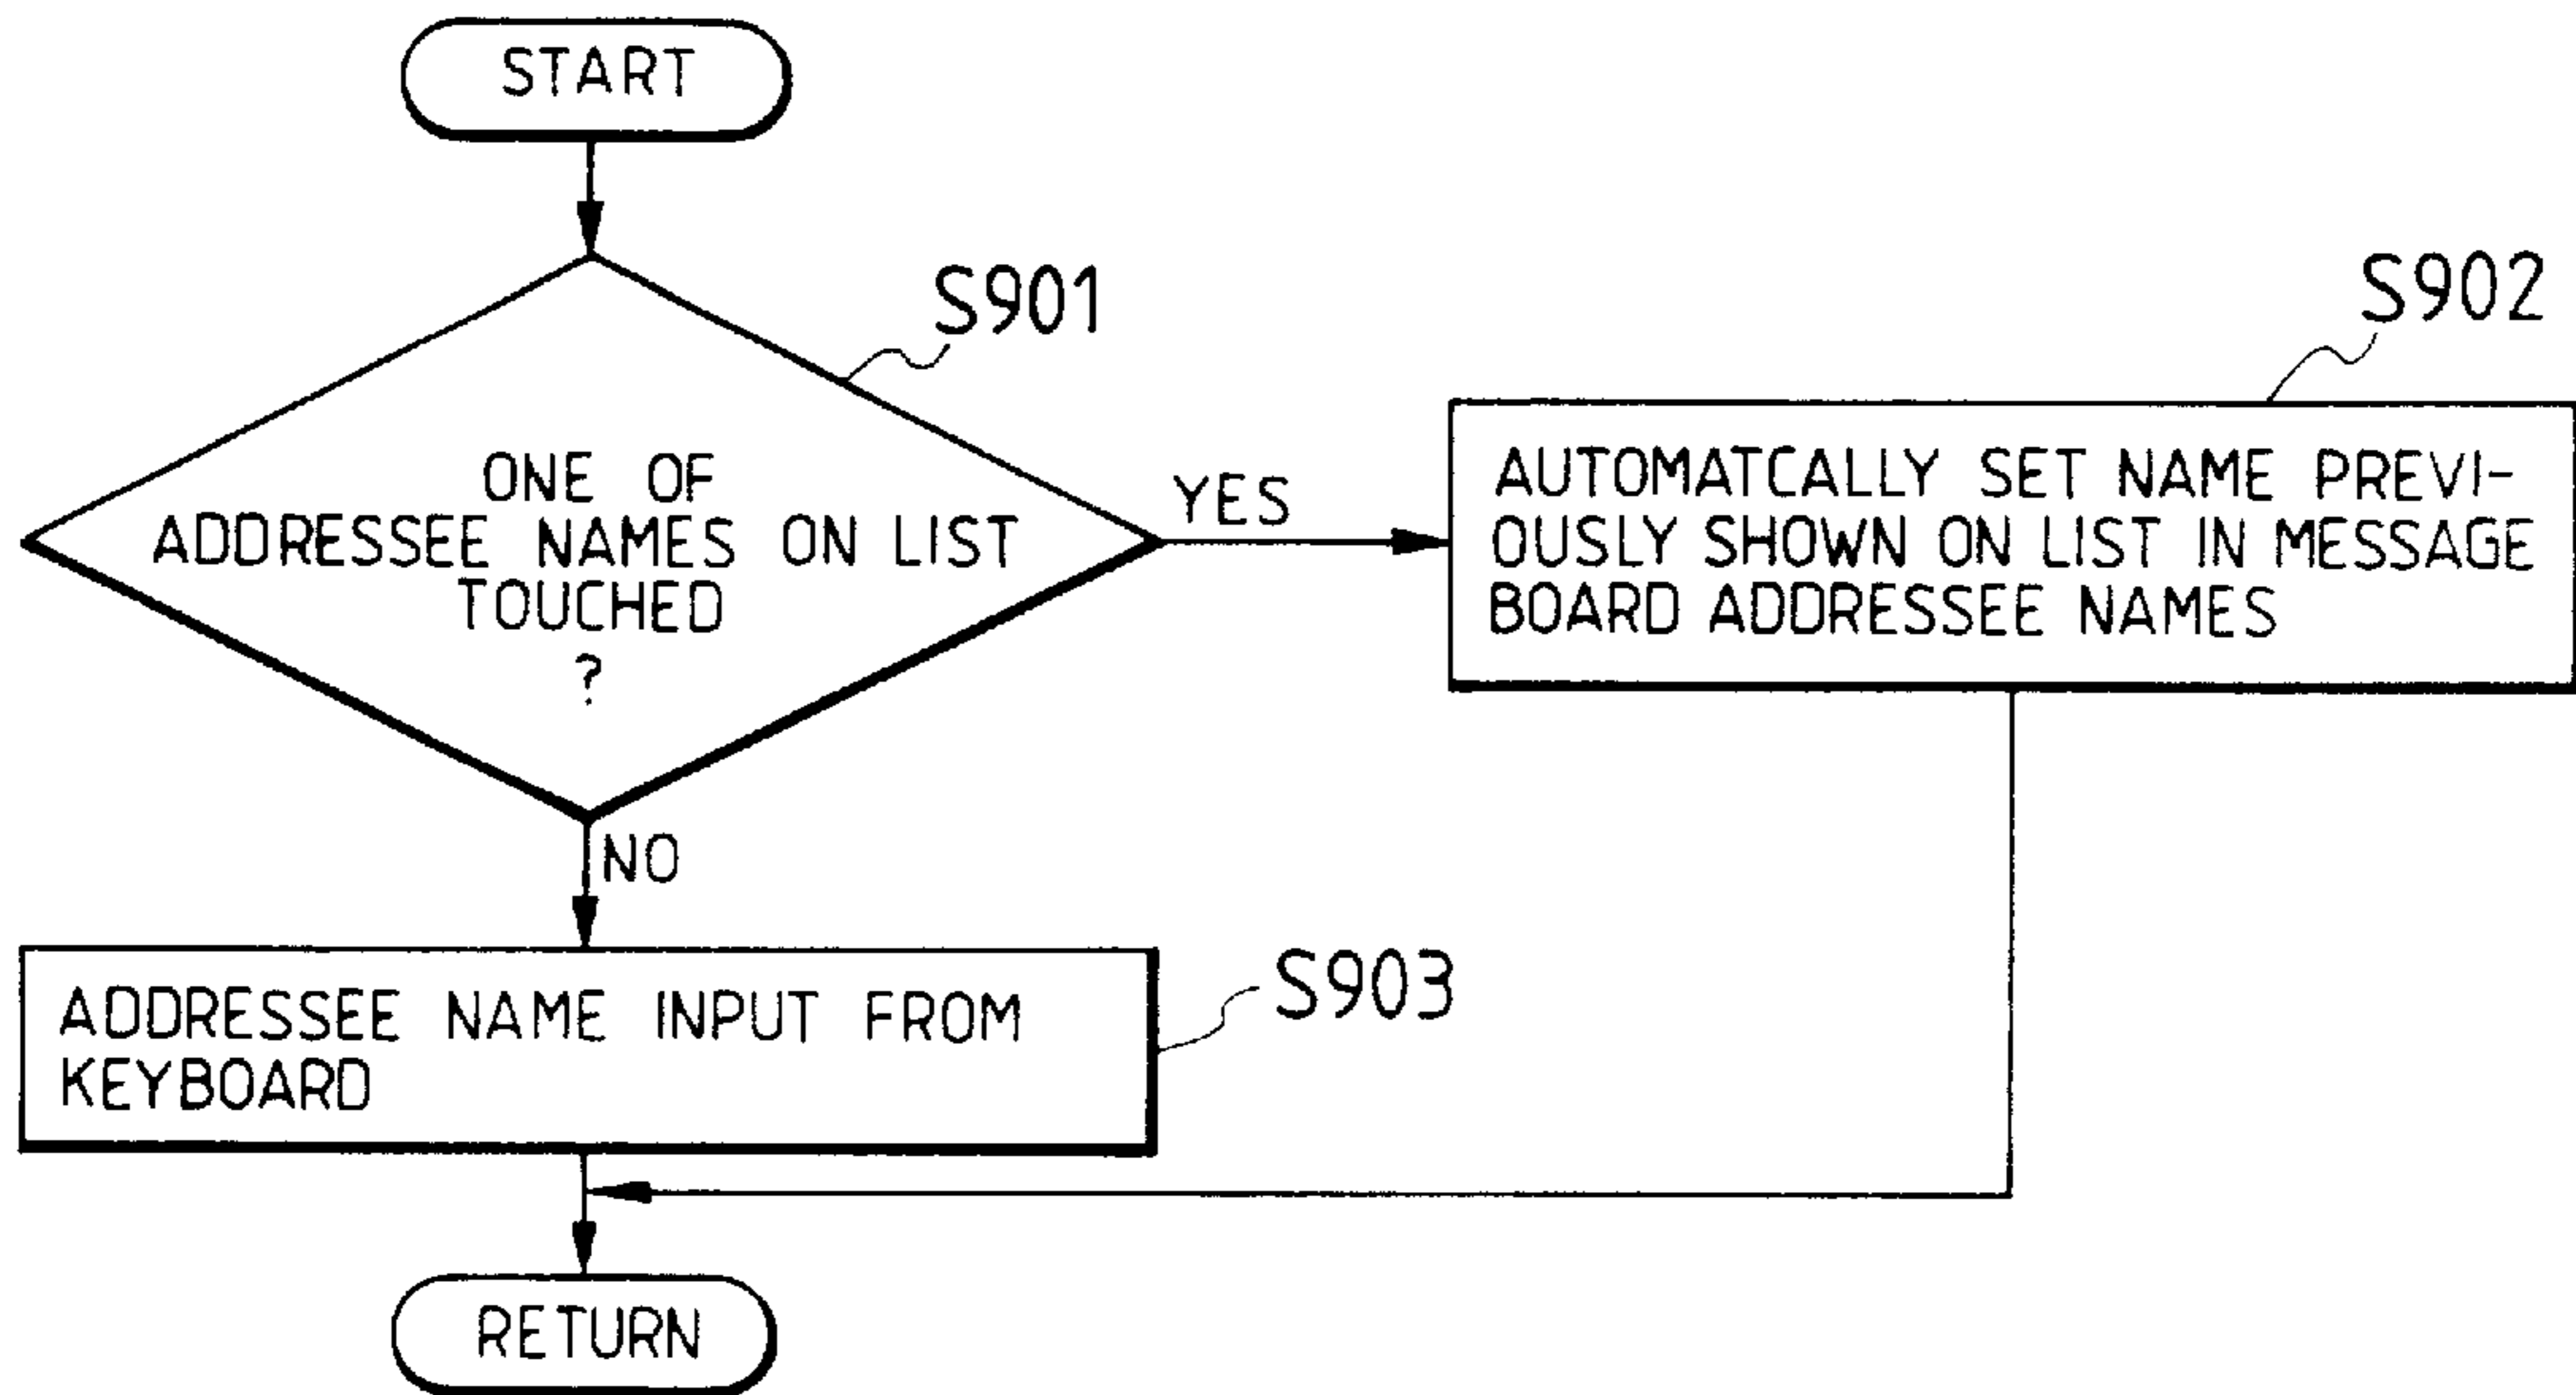 START
S901
ONE OF
ADDRESSEE NAMES ON LIST
TOUCHED
?
YES
S902
AUTOMATCALLY SET NAME PREVI-
OUSLY SHOWN ON LIST IN MESSAGE
BOARD ADDRESSEE NAMES
NO
ADDRESSEE NAME INPUT FROM
KEYBOARD
S903
RETURN